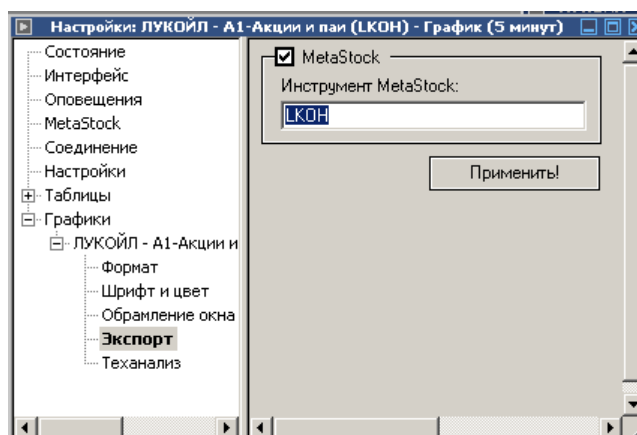 Настройки: ЛУКОЙЛ - А1-Акции и паи (LKOH) - График (5 минут)
Состояние
Интерфейс
Оповещения
MetaStock
Соединение
Настройки
Таблицы
Графики
ЛУКОЙЛ - А1-Акции и
Формат
Шрифт и цвет
Обрамление окна
Экспорт
Теханализ
MetaStock
Инструмент MetaStock:
LKOH
Применить!